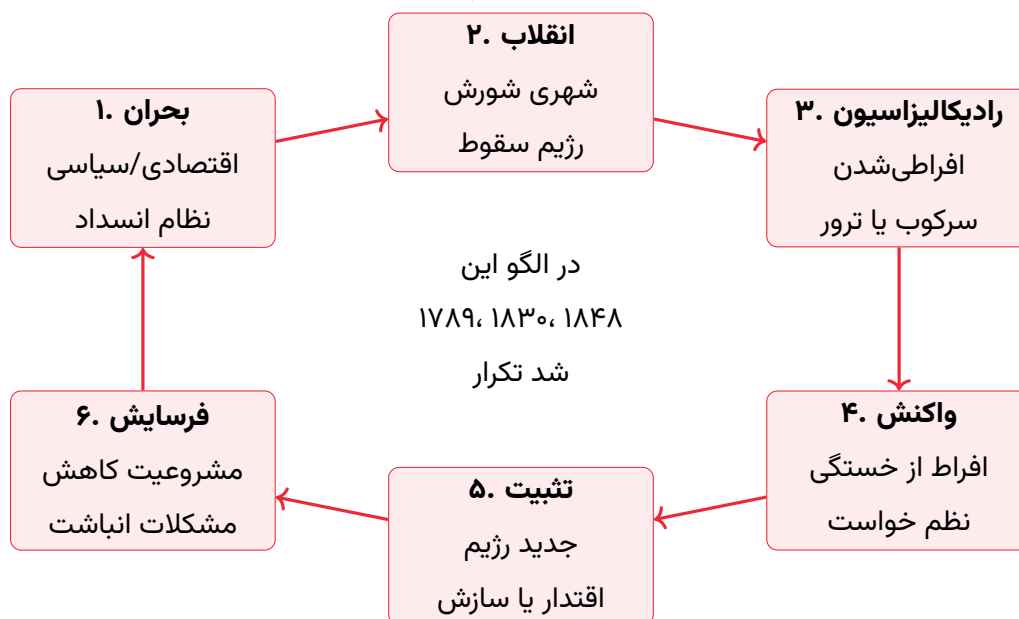 بحران .۱
اقتصادی/سیاسی
نظام انسداد
انقلاب .۲
شهری شورش
رژیم سقوط
رادیکالیزاسیون .۳
افراطی‌شدن
سرکوب یا ترور
واکنش .۴
افراط از خستگی
نظم خواست
تثبیت .۵
جدید رژیم
اقتدار یا سازش
فرسایش .۶
مشروعیت کاهش
مشکلات انباشت
در الگو این
۱۸۴۸ ،۱۸۳۰ ،۱۷۸۹
شد تکرار